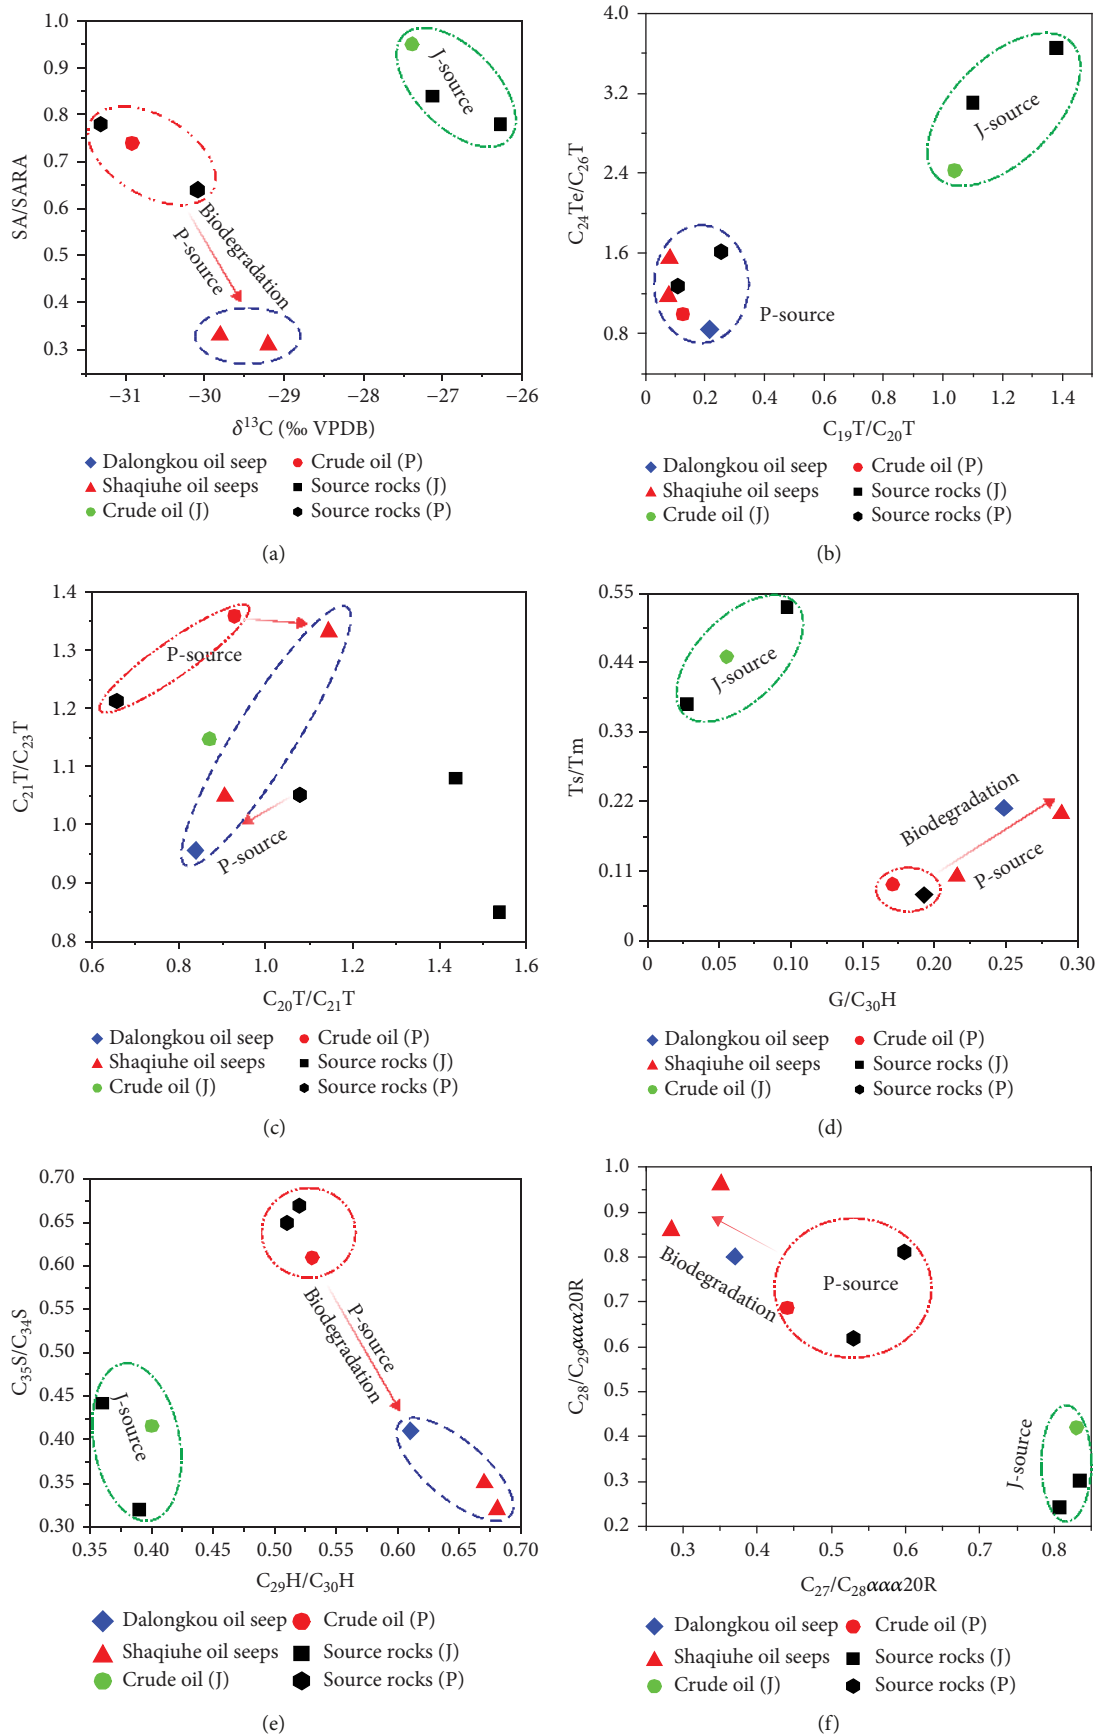 1.0
0.9
0.8
0.7
0.6
0.5
0.4
0.3
SA/SARA
J-source
Biodegradation
P-source
−31
−30
−29
−28
−27
−26
δ¹³C (‰ VPDB)
Dalongkou oil seep
Crude oil (P)
Shaqiuhe oil seeps
Source rocks (J)
Crude oil (J)
Source rocks (P)
(a)
4.0
3.2
2.4
1.6
0.8
C₂₄Te/C₂₆T
J-source
P-source
0
0.2
0.4
0.6
0.8
1.0
1.2
1.4
C₁₉T/C₂₀T
Dalongkou oil seep
Crude oil (P)
Shaqiuhe oil seeps
Source rocks (J)
Crude oil (J)
Source rocks (P)
(b)
1.4
1.3
1.2
1.1
1.0
0.9
0.8
C₂₁T/C₂₃T
P-source
P-source
0.6
0.8
1.0
1.2
1.4
1.6
C₂₀T/C₂₁T
Dalongkou oil seep
Crude oil (P)
Shaqiuhe oil seeps
Source rocks (J)
Crude oil (J)
Source rocks (P)
(c)
0.55
0.44
0.33
0.22
0.11
0
Ts/Tm
J-source
Biodegradation
P-source
0
0.05
0.10
0.15
0.20
0.25
0.30
G/C₃₀H
Dalongkou oil seep
Crude oil (P)
Shaqiuhe oil seeps
Source rocks (J)
Crude oil (J)
Source rocks (P)
(d)
0.70
0.65
0.60
0.55
0.50
0.45
0.40
0.35
0.30
C₃₅S/C₃₄S
P-source
Biodegradation
J-source
0.35
0.40
0.45
0.50
0.55
0.60
0.65
0.70
C₂₉H/C₃₀H
Dalongkou oil seep
Crude oil (P)
Shaqiuhe oil seeps
Source rocks (J)
Crude oil (J)
Source rocks (P)
(e)
1.0
0.9
0.8
0.7
0.6
0.5
0.4
0.3
0.2
C₂₈/C₂₉ααα20R
Biodegradation
P-source
J-source
0.3
0.4
0.5
0.6
0.7
0.8
C₂₇/C₂₈ααα20R
Dalongkou oil seep
Crude oil (P)
Shaqiuhe oil seeps
Source rocks (J)
Crude oil (J)
Source rocks (P)
(f)